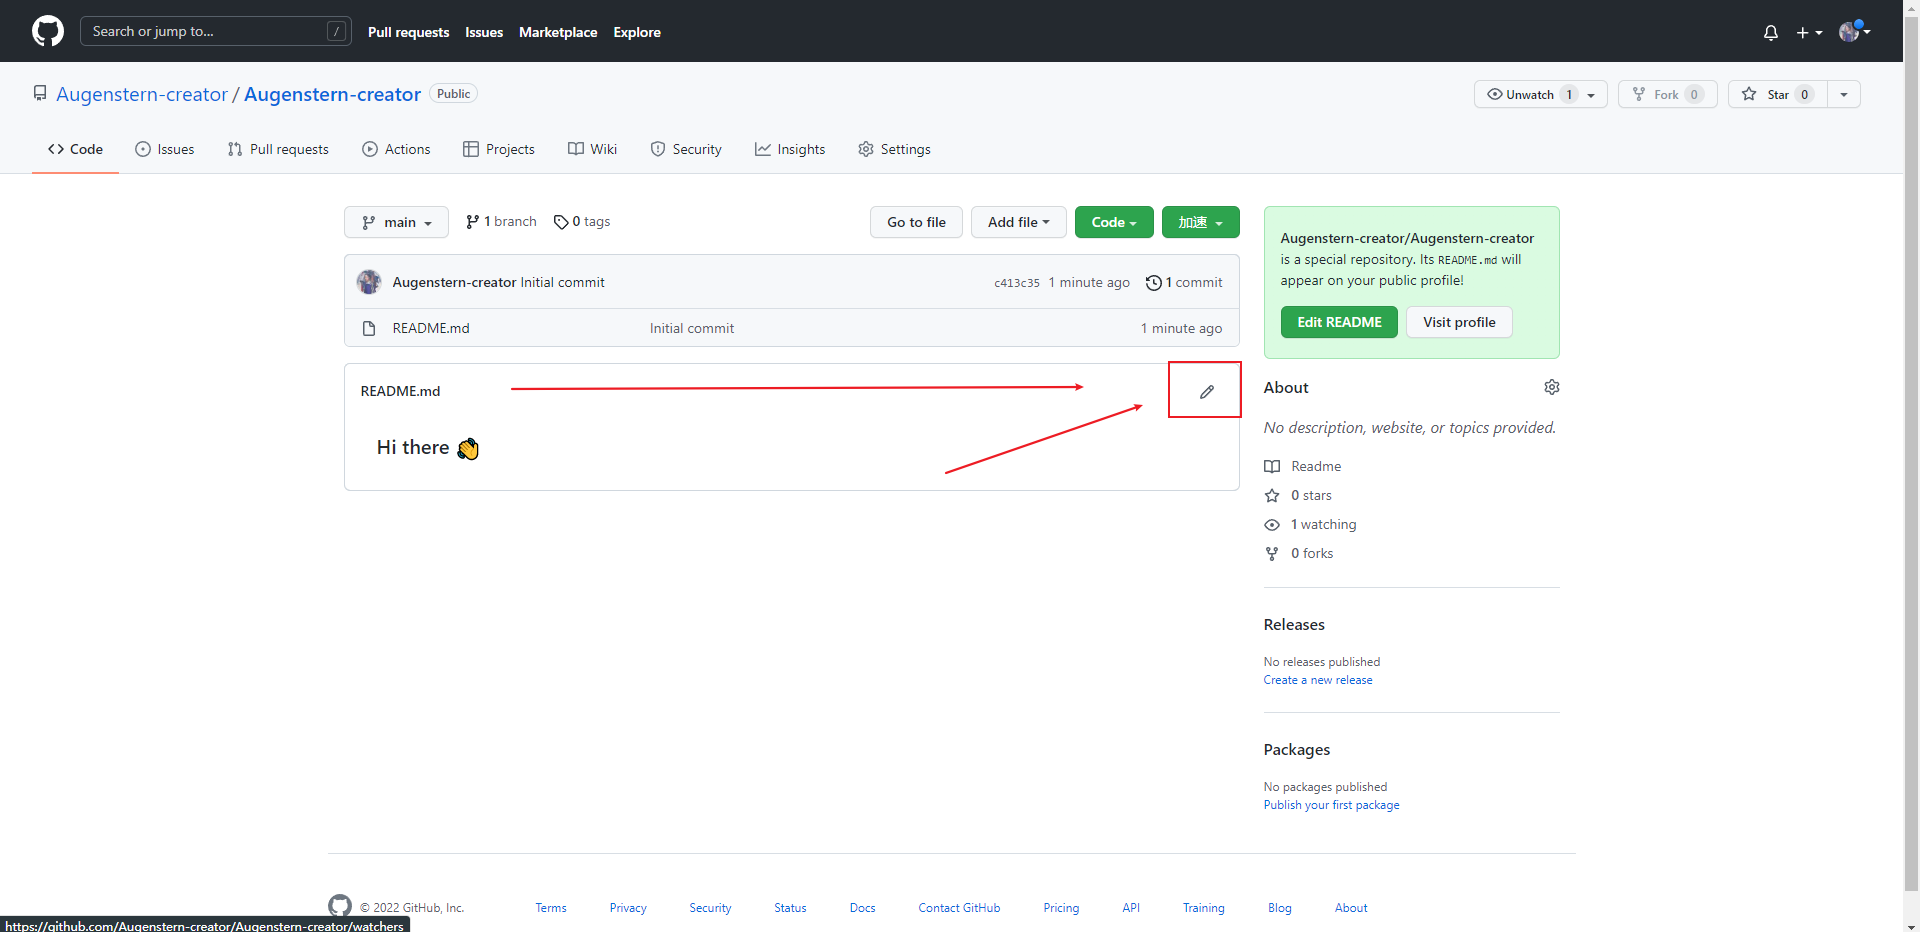 Search or jump to... / Pull requests Issues Marketplace Explore
Augenstern-creator / Augenstern-creator Public Unwatch 1 Fork 0 Star 0
Code Issues Pull requests Actions Projects Wiki Security Insights Settings
main 1 branch 0 tags Go to file Add file Code 加速
Augenstern-creator Initial commit c413c35 1 minute ago 1 commit
README.md Initial commit 1 minute ago
README.md
Hi there
Augenstern-creator/Augenstern-creator
is a special repository. Its README.md will
appear on your public profile!
Edit README Visit profile
About
No description, website, or topics provided.
Readme
0 stars
1 watching
0 forks
Releases
No releases published
Create a new release
Packages
No packages published
Publish your first package
© 2022 GitHub, Inc. Terms Privacy Security Status Docs Contact GitHub Pricing API Training Blog About
https://github.com/Augenstern-creator/Augenstern-creator/watchers